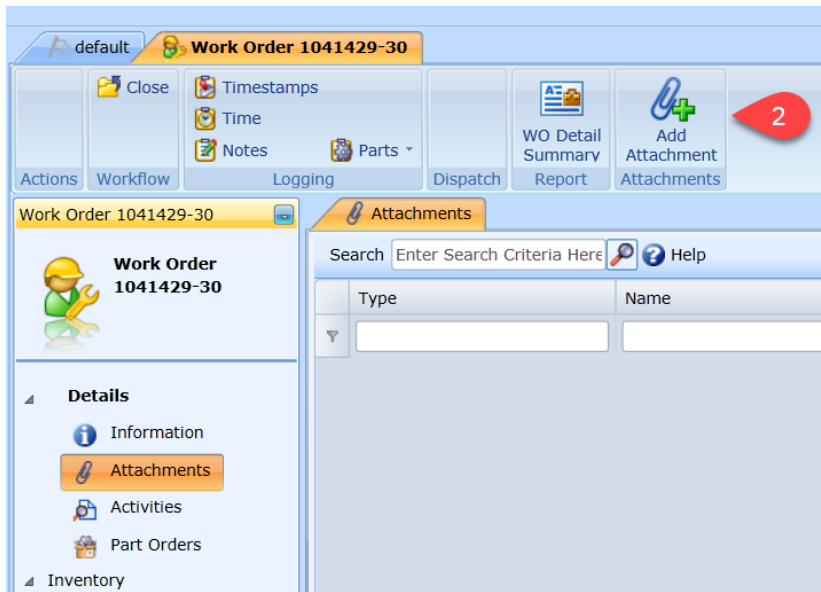 default
Work Order 1041429-30
Close
Timestamps
Time
Notes
Parts
WO Detail
Summary
Add
Attachment
2
Actions
Workflow
Logging
Dispatch
Report
Attachments
Work Order 1041429-30
Work Order
1041429-30
Details
Information
Attachments
Activities
Part Orders
Inventory
Attachments
Search
Enter Search Criteria Here
Help
Type
Name